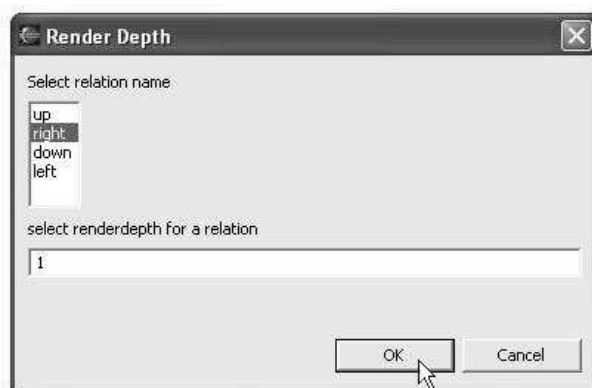 Render Depth
Select relation name
up
right
down
left
select renderdepth for a relation
1
OK
Cancel